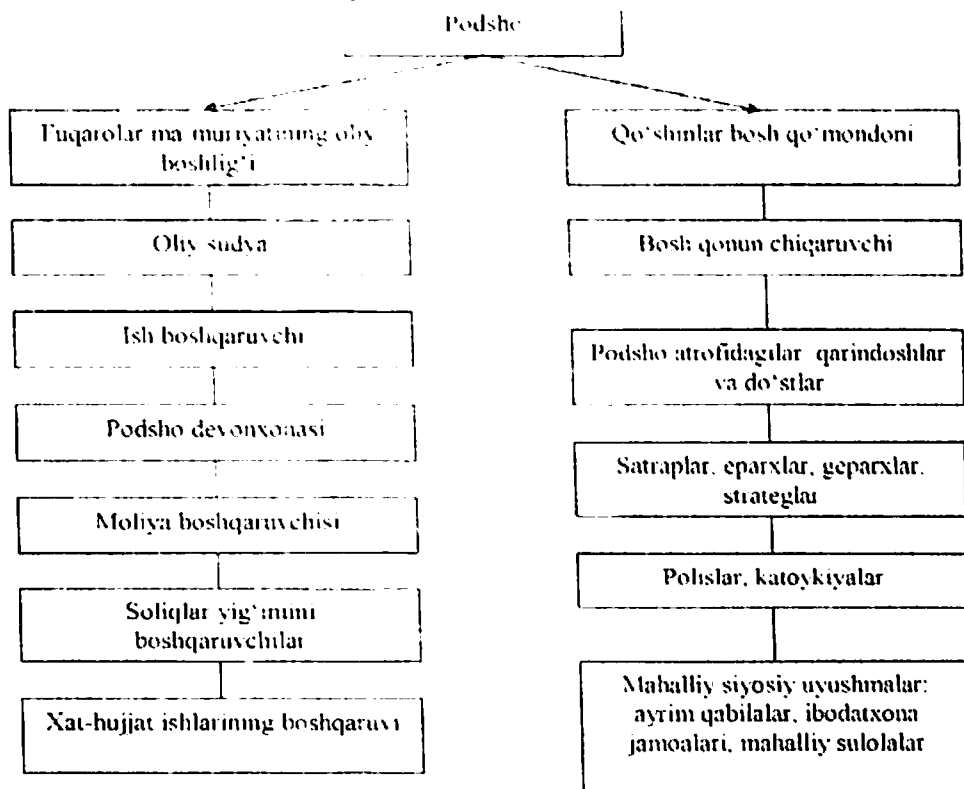 Podsho
Fuqarolar ma muriyatining oliy
boshlig‘i
Oliy sudya
Ish boshqaruvchi
Podsho devonxonasi
Moliya boshqaruvchisi
Soliqlar yig‘imini
boshqaruvchilar
Xat-hujjat ishlarining boshqaruvi
Qo‘shinlar bosh qo‘mondoni
Bosh qonun chiqaruvchi
Podsho atrofidagilar qarindoshlar
va do‘stlar
Satraplar, eparxlar, geparxlar,
strateglar
Polislar, katoykiyalar
Mahalliy siyosiy uyushmalar:
ayrim qabilalar, ibodatxona
jamoalari, mahalliy sulolalar